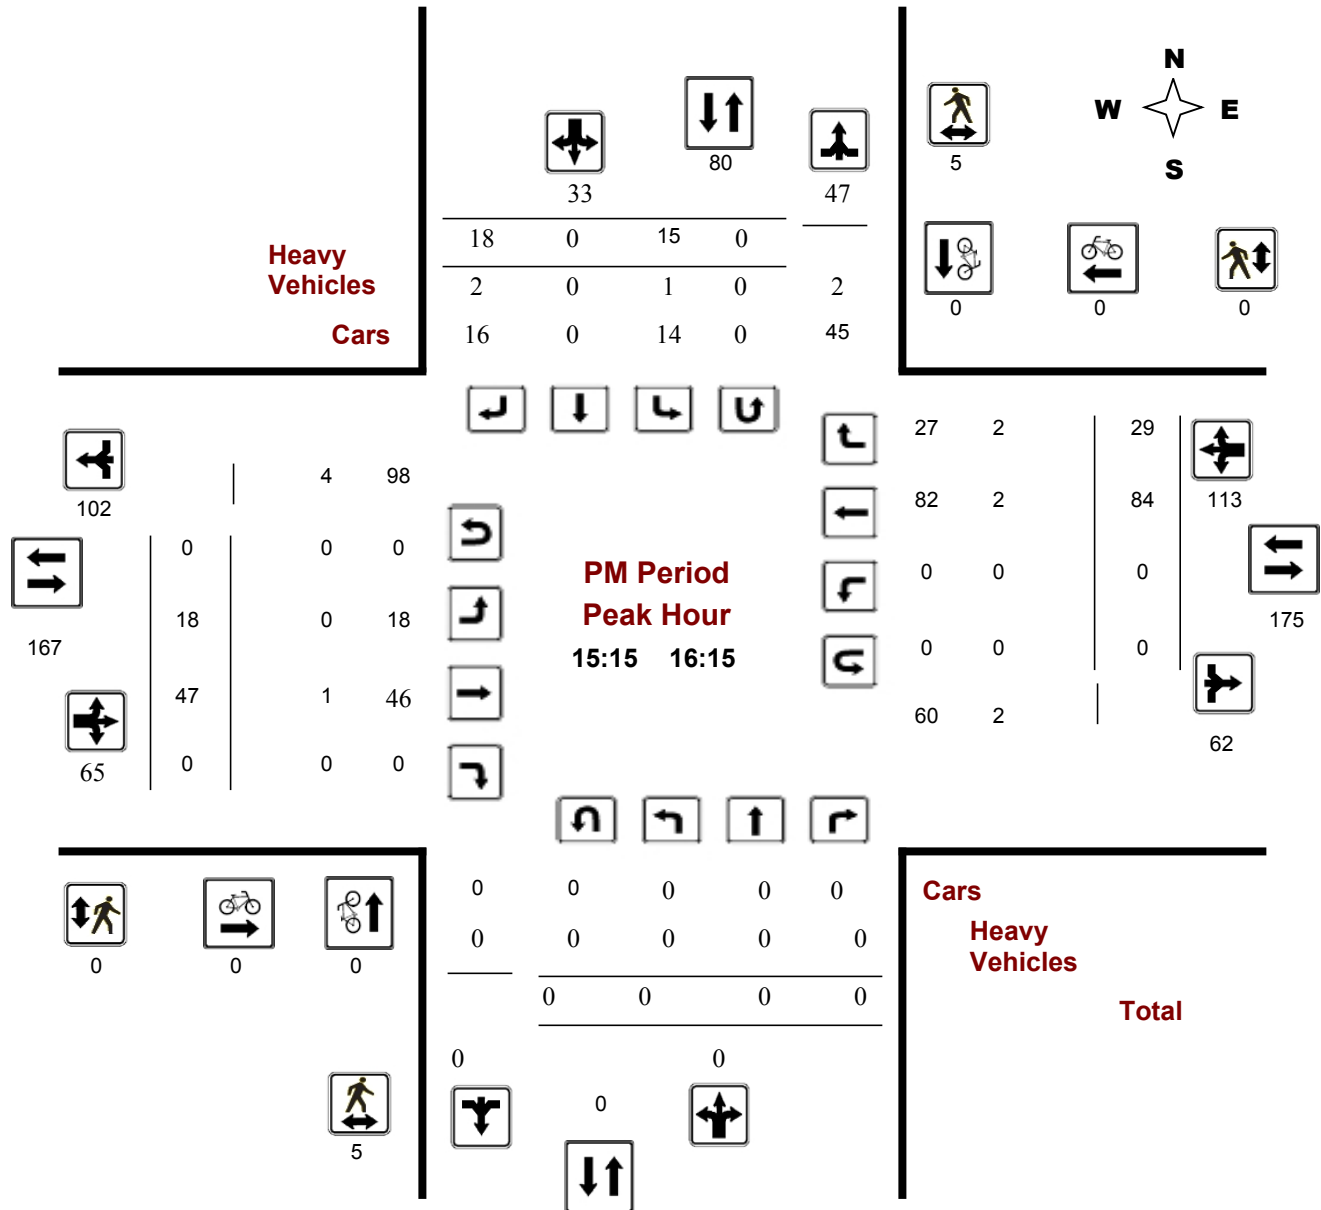 N
W E
S
80
5
33 47
18 0 15 0
Heavy
Vehicles 2 0 1 0 2
Cars 16 0 14 0 45
0 0 0
27 2 29
4 98
102
82 2 84 113
0 0 0
PM Period
0 0 0
Peak Hour
18 0 18
175
167
15:15 16:15
0 0 0
47 1 46
60 2
62
65 0 0 0
0 0 0 0 0
Cars
0 0 0 0 0
Heavy
Vehicles
0 0 0
0 0 0 0
Total
0 0
0
5